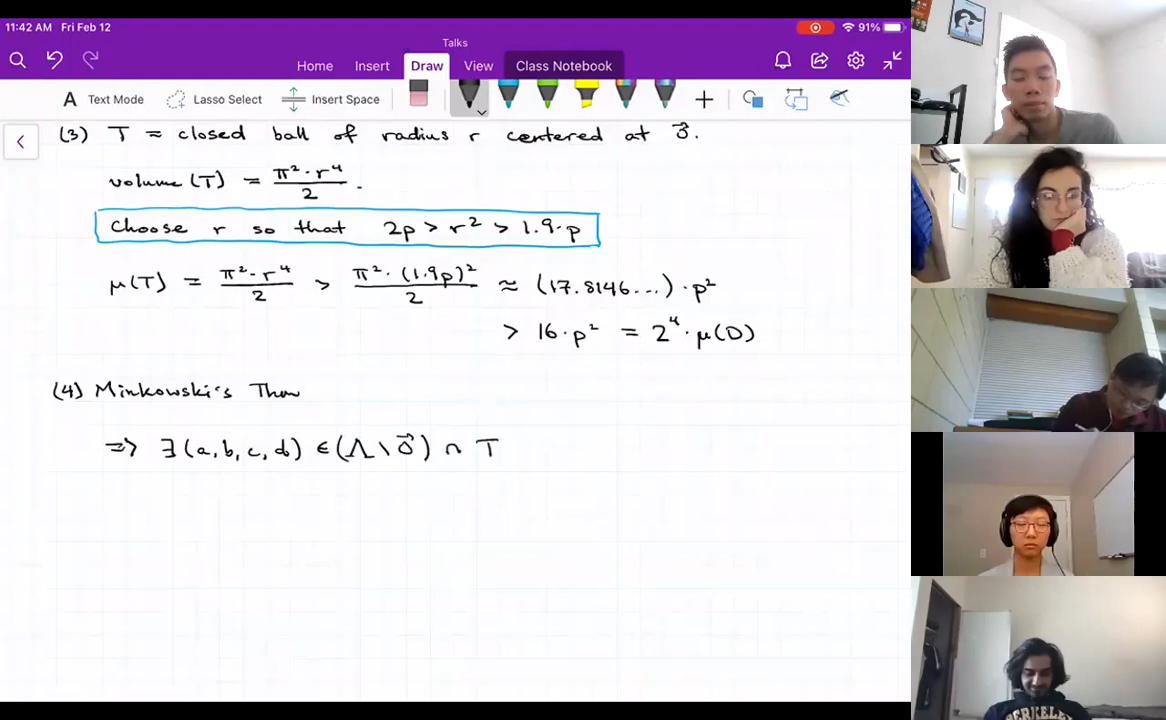 11:42 AM Fri Feb 12
91%
Talks
Home Insert Draw View Class Notebook
Text Mode Lasso Select Insert Space
(3) T = closed ball of radius r centered at 0⃗.
volume (T) = π²·r⁴ / 2 .
Choose r so that 2p > r² > 1.9·p
μ(T) = π²·r⁴ / 2 > π²·(1.9p)² / 2 ≈ (17.8146...)·p²
> 16·p² = 2⁴·μ(D)
(4) Minkowski's Thm
⇒ ∃(a,b,c,d) ∈ (Λ \ 0⃗) ∩ T
BERKELEY